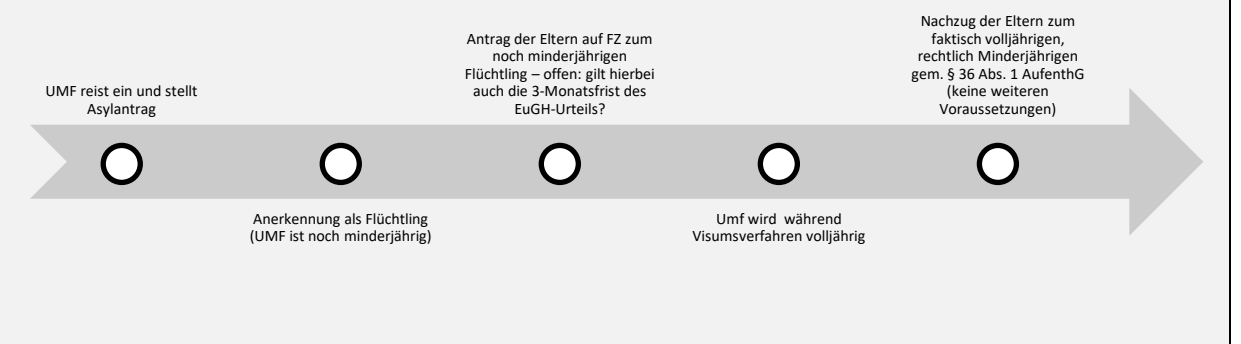 UMF reist ein und stellt
Asylantrag
Anerkennung als Flüchtling
(UMF ist noch minderjährig)
Antrag der Eltern auf FZ zum
noch minderjährigen
Flüchtling – offen: gilt hierbei
auch die 3-Monatsfrist des
EuGH-Urteils?
Umf wird  während
Visumsverfahren volljährig
Nachzug der Eltern zum
faktisch volljährigen,
rechtlich Minderjährigen
gem. § 36 Abs. 1 AufenthG
(keine weiteren
Voraussetzungen)